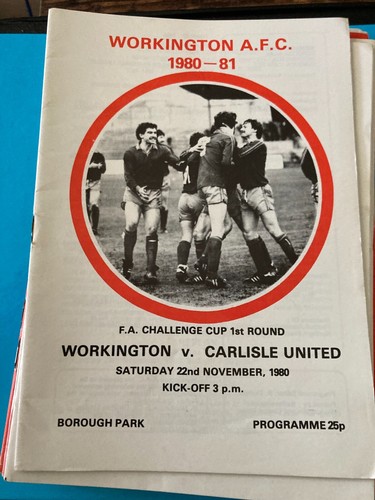 WORKINGTON A.F.C.
1980—81
F.A. CHALLENGE CUP 1st ROUND
WORKINGTON v. CARLISLE UNITED
SATURDAY 22nd NOVEMBER, 1980
KICK-OFF 3 p.m.
BOROUGH PARK PROGRAMME 25p